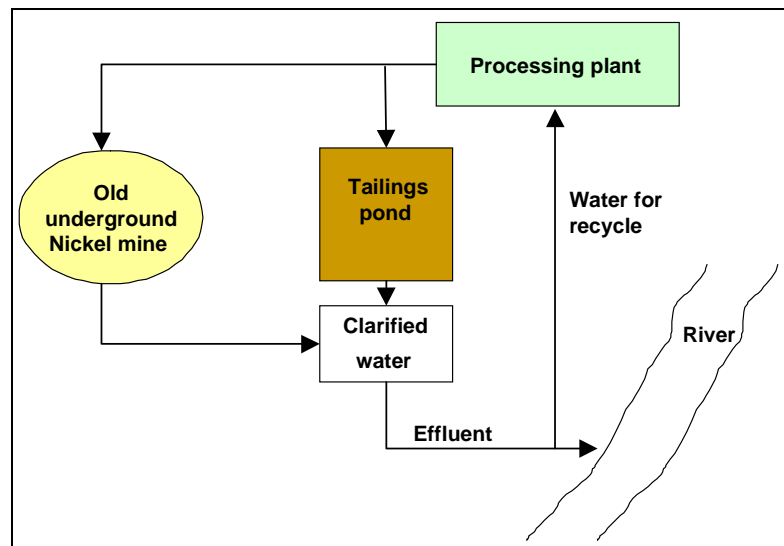 Processing plant
Old
underground
Nickel mine
Tailings
pond
Water for
recycle
Clarified
water
River
Effluent